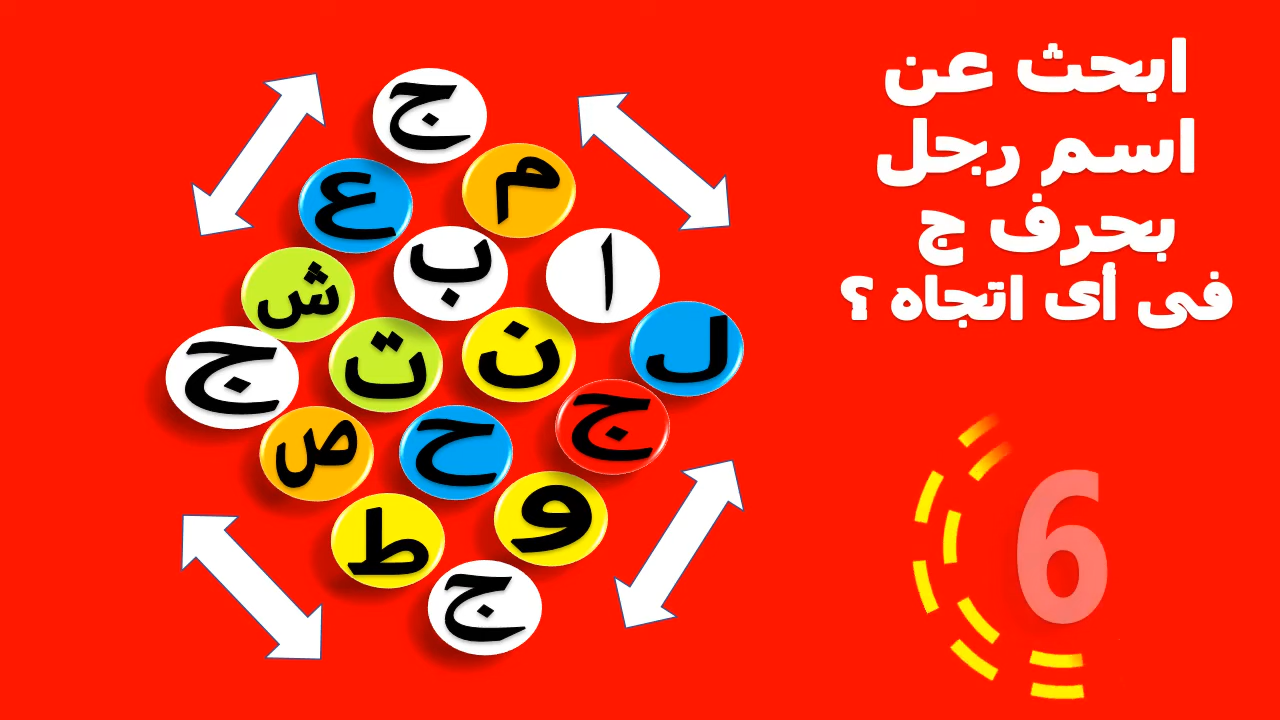 ابحث عن
اسم رجل
بحرف ج
فى أى اتجاه ؟
ج
ع
م
ش
ب
ا
ج
ت
ن
ل
ص
ح
ج
ط
و
ج
6